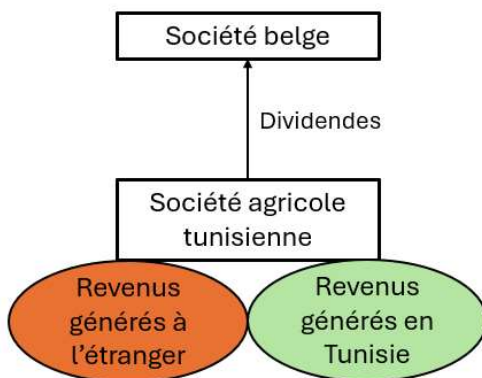 Société belge
Dividendes
Société agricole
tunisienne
Revenus
générés à
l'étranger
Revenus
générés en
Tunisie